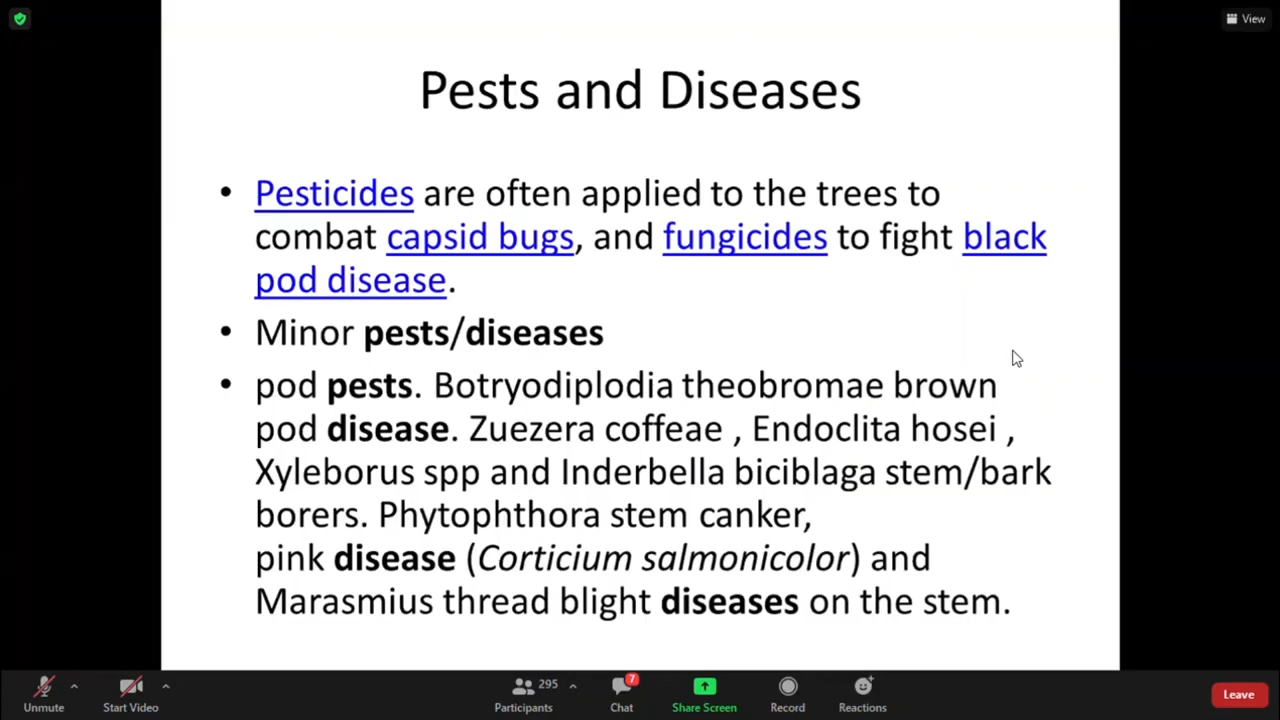 View
Pests and Diseases
• Pesticides are often applied to the trees to
combat capsid bugs, and fungicides to fight black
pod disease.
• Minor pests/diseases
• pod pests. Botryodiplodia theobromae brown
pod disease. Zuezera coffeae , Endoclita hosei ,
Xyleborus spp and Inderbella biciblaga stem/bark
borers. Phytophthora stem canker,
pink disease (Corticium salmonicolor) and
Marasmius thread blight diseases on the stem.
295
7
Unmute
Start Video
Participants
Chat
Share Screen
Record
Reactions
Leave